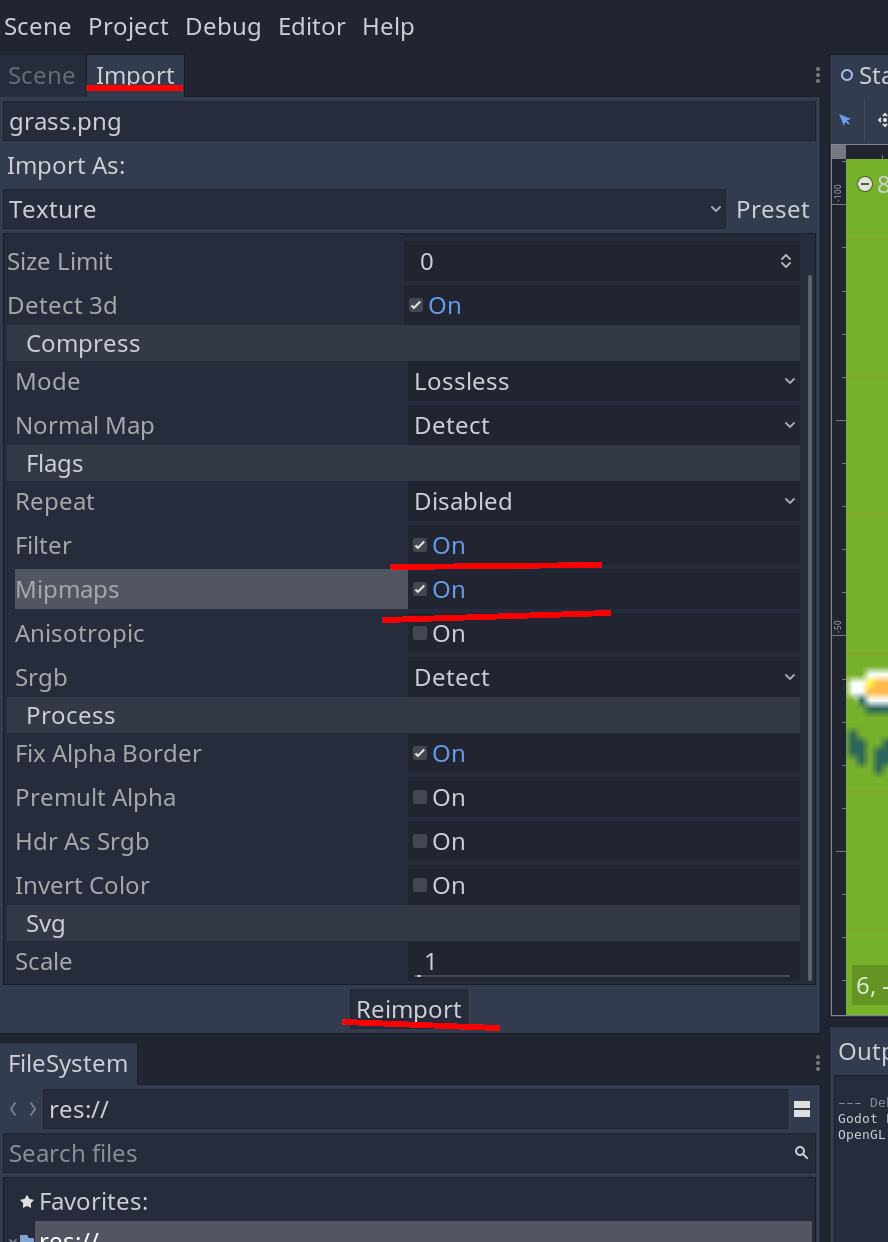 Scene Project Debug Editor Help
Scene Import
grass.png
Import As:
Texture Preset
Size Limit 0
Detect 3d On
Compress
Mode Lossless
Normal Map Detect
Flags
Repeat Disabled
Filter On
Mipmaps On
Anisotropic On
Srgb Detect
Process
Fix Alpha Border On
Premult Alpha On
Hdr As Srgb On
Invert Color On
Svg
Scale 1
Reimport
FileSystem
res://
Search files
Favorites:
res://
-100
8
-50
6, -
--- De
Godot
OpenGL